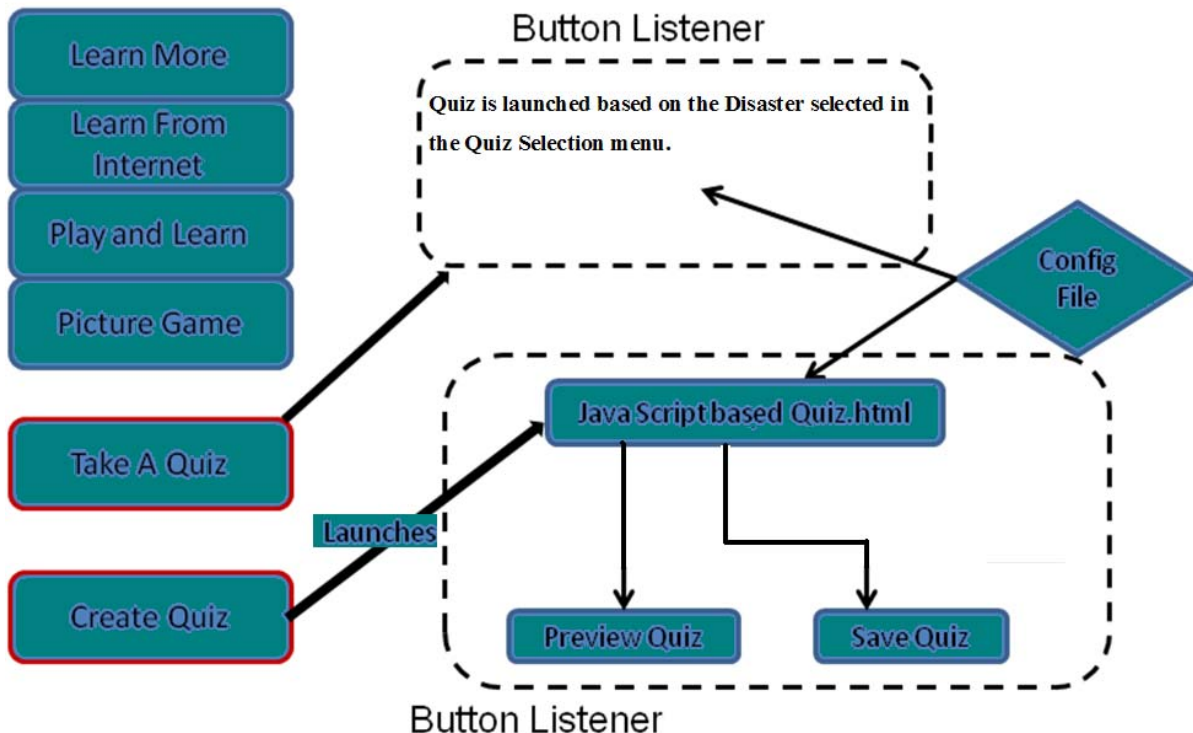 Learn More
Learn From
Internet
Play and Learn
Picture Game
Take A Quiz
Create Quiz
Button Listener
Quiz is launched based on the Disaster selected in
the Quiz Selection menu.
Config
File
Java Script based Quiz.html
Launches
Preview Quiz
Save Quiz
Button Listener